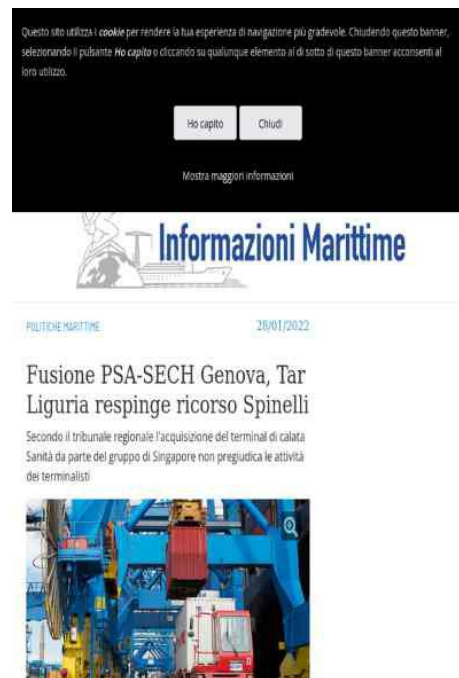 Questo sito utilizza i cookie per rendere la tua esperienza di navigazione più gradevole. Chiudendo questo banner,
selezionando il pulsante Ho capito o cliccando su qualunque elemento al di sotto di questo banner acconsenti al
loro utilizzo.
Ho capito
Chiudi
Mostra maggiori informazioni
Informazioni Marittime
POLITICHE MARITTIME
28/01/2022
Fusione PSA-SECH Genova, Tar
Liguria respinge ricorso Spinelli
Secondo il tribunale regionale l'acquisizione del terminal di calata
Sanità da parte del gruppo di Singapore non pregiudica le attività
dei terminalisti